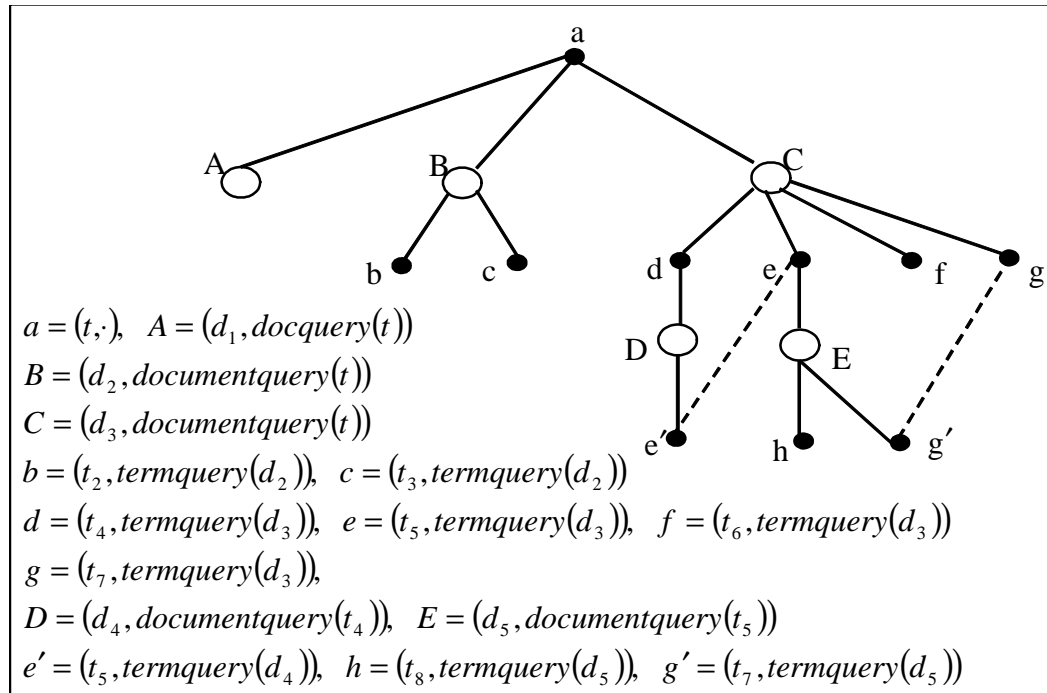 a
A B C
b c d e f g
D E
e′ h g′
a = (t,·), A = (d₁, docquery(t))
B = (d₂, documentquery(t))
C = (d₃, documentquery(t))
b = (t₂, termquery(d₂)), c = (t₃, termquery(d₂))
d = (t₄, termquery(d₃)), e = (t₅, termquery(d₃)), f = (t₆, termquery(d₃))
g = (t₇, termquery(d₃)),
D = (d₄, documentquery(t₄)), E = (d₅, documentquery(t₅))
e′ = (t₅, termquery(d₄)), h = (t₈, termquery(d₅)), g′ = (t₇, termquery(d₅))